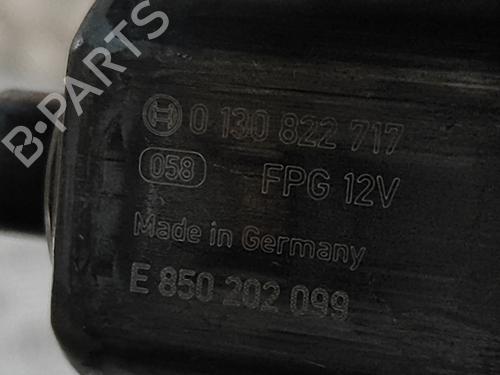 B-PARTS
0 130 822 717
058 FPG 12V
Made in Germany
E 850 202 099